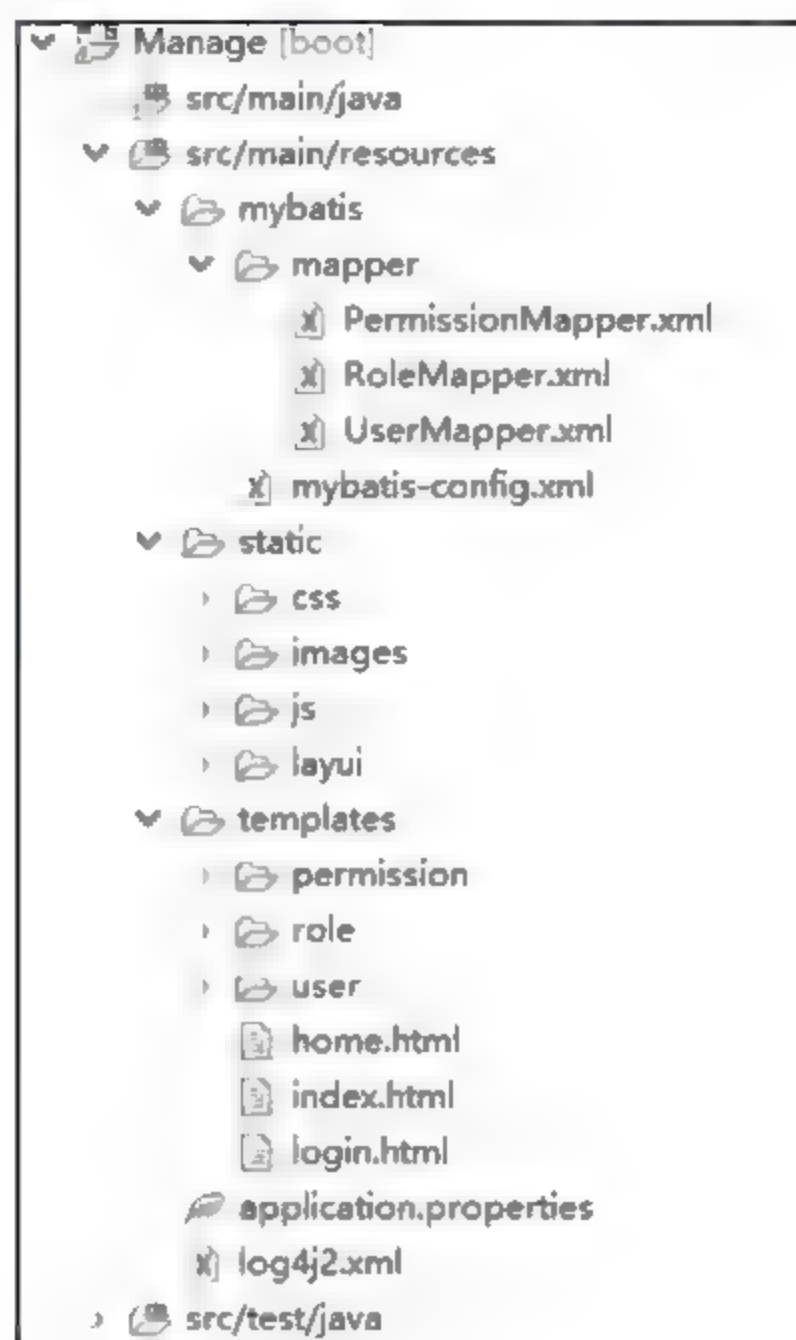 Manage [boot]
src/main/java
src/main/resources
mybatis
mapper
PermissionMapper.xml
RoleMapper.xml
UserMapper.xml
mybatis-config.xml
static
css
images
js
layui
templates
permission
role
user
home.html
index.html
login.html
application.properties
log4j2.xml
src/test/java